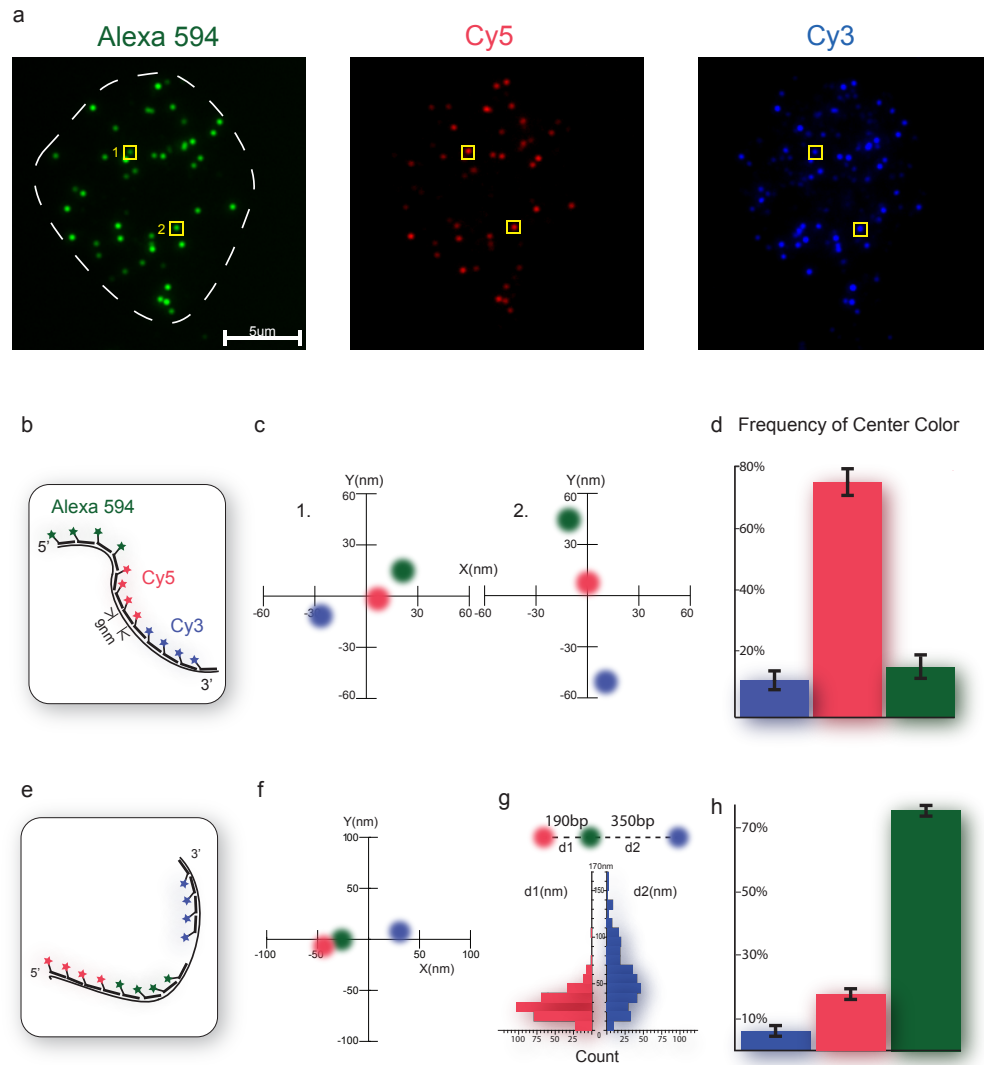 a
Alexa 594
Cy5
Cy3
1
2
5μm
b
Alexa 594
5'
Cy5
9nm
Cy3
3'
c
1.
Y(nm)
60
30
X(nm)
-60
-30
30
60
-30
-60
2.
Y(nm)
60
30
-60
-30
30
60
-30
-60
d Frequency of Center Color
80%
60%
40%
20%
e
3'
5'
f
Y(nm)
100
50
-100
-50
50
100
X(nm)
-50
-100
g
190bp
350bp
d1
d2
170nm
d1(nm)
d2(nm)
150
100
50
0
100 75 50 25
25 50 75 100
Count
h
70%
50%
30%
10%